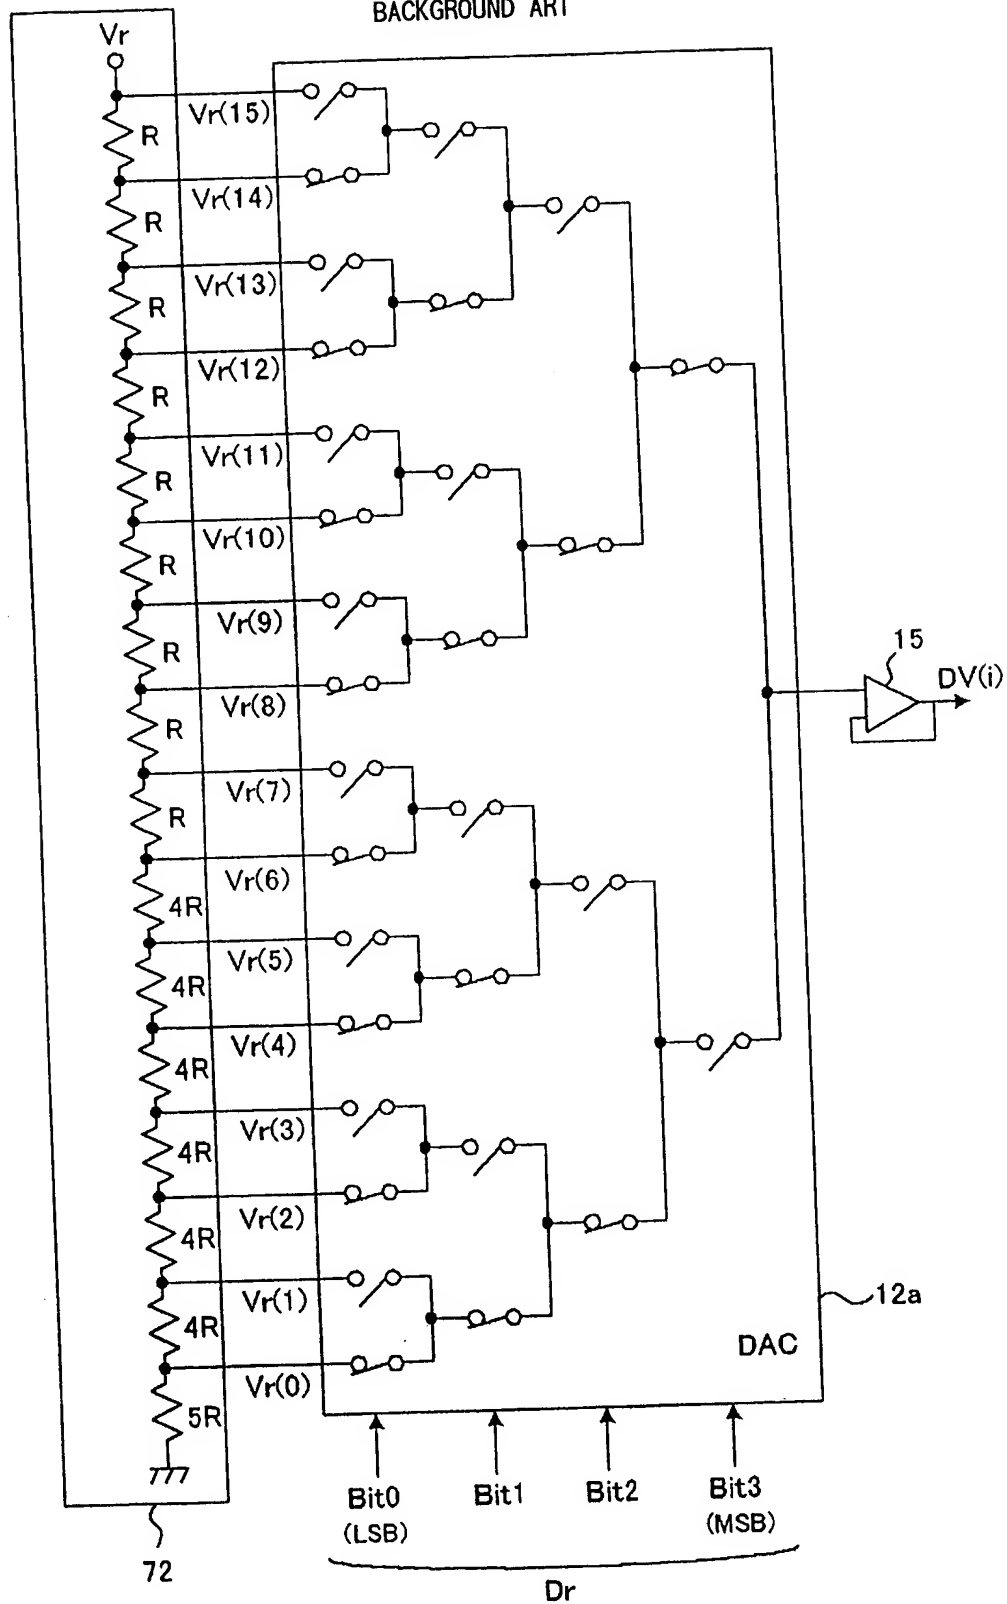 BACKGROUND ART
Vr
Vr(15)
R
Vr(14)
R
Vr(13)
R
Vr(12)
R
Vr(11)
R
Vr(10)
R
Vr(9)
R
Vr(8)
R
Vr(7)
R
Vr(6)
4R
Vr(5)
4R
Vr(4)
4R
Vr(3)
4R
Vr(2)
4R
Vr(1)
4R
Vr(0)
5R
15
DV(i)
12a
DAC
Bit0
(LSB)
Bit1
Bit2
Bit3
(MSB)
72
Dr